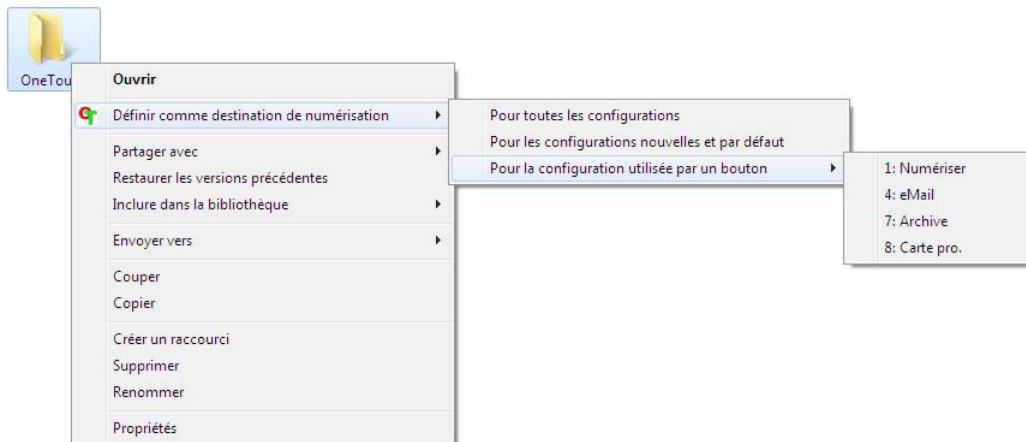 OneTou
Ouvrir
Définir comme destination de numérisation
Partager avec
Restaurer les versions précédentes
Inclure dans la bibliothèque
Envoyer vers
Couper
Copier
Créer un raccourci
Supprimer
Renommer
Propriétés
Pour toutes les configurations
Pour les configurations nouvelles et par défaut
Pour la configuration utilisée par un bouton
1: Numériser
4: eMail
7: Archive
8: Carte pro.